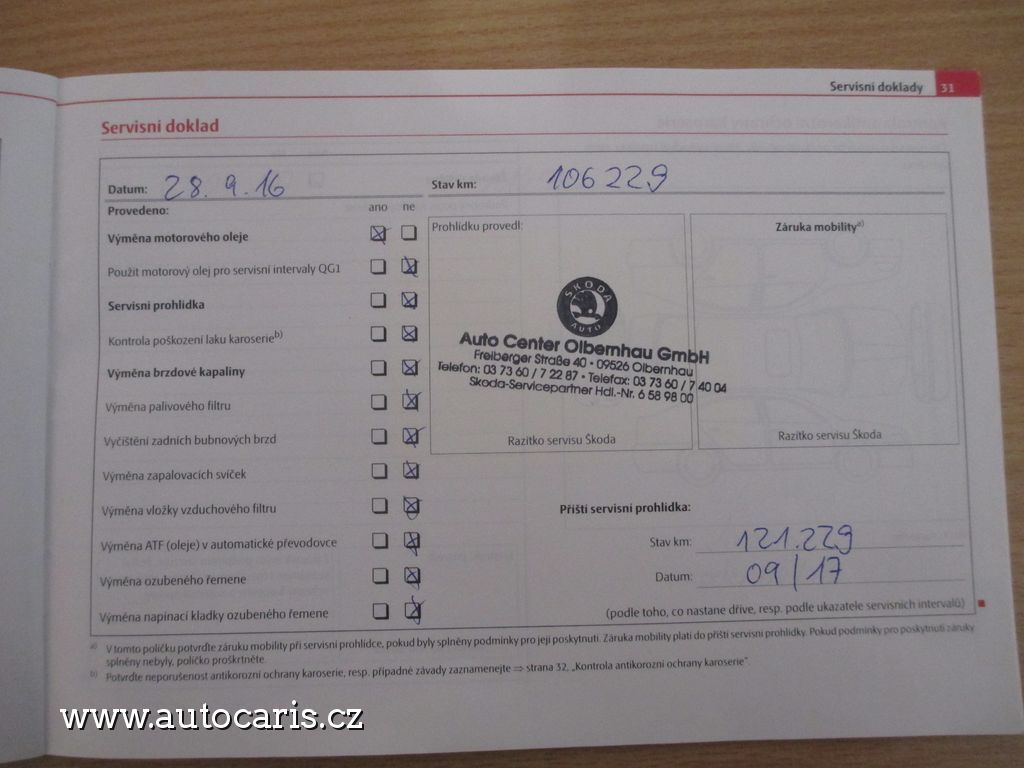 Servisní doklady 31
Servisní doklad
Datum: 28.9.16 Stav km: 106229
Provedeno: ano ne
Výměna motorového oleje
Použit motorový olej pro servisní intervaly QG1
Servisní prohlídka
Kontrola poškození laku karoserie b)
Výměna brzdové kapaliny
Výměna palivového filtru
Vyčištění zadních bubnových brzd
Výměna zapalovacích svíček
Výměna vložky vzduchového filtru
Výměna ATF (oleje) v automatické převodovce
Výměna ozubeného řemene
Výměna napínací kladky ozubeného řemene
Prohlídku provedl:
SKODA
AUTO
Auto Center Olbernhau GmbH
Freiberger Straße 40 • 09526 Olbernhau
Telefon: 03 73 60 / 7 22 87 • Telefax: 03 73 60 / 7 40 04
Skoda-Servicepartner Hdl.-Nr. 6 58 98 00
Razítko servisu Škoda
Záruka mobility a)
Razítko servisu Škoda
Příští servisní prohlídka:
Stav km: 121.229
Datum: 09/17
(podle toho, co nastane dříve, resp. podle ukazatele servisních intervalů)
a) V tomto políčku potvrďte záruku mobility při servisní prohlídce, pokud byly splněny podmínky pro její poskytnutí. Záruka mobility platí do příští servisní prohlídky. Pokud podmínky pro poskytnutí záruky
splněny nebyly, políčko proškrtněte.
b) Potvrďte neporušenost antikorozní ochrany karoserie, resp. případné závady zaznamenejte ⇒ strana 32, „Kontrola antikorozní ochrany karoserie".
www.autocaris.cz